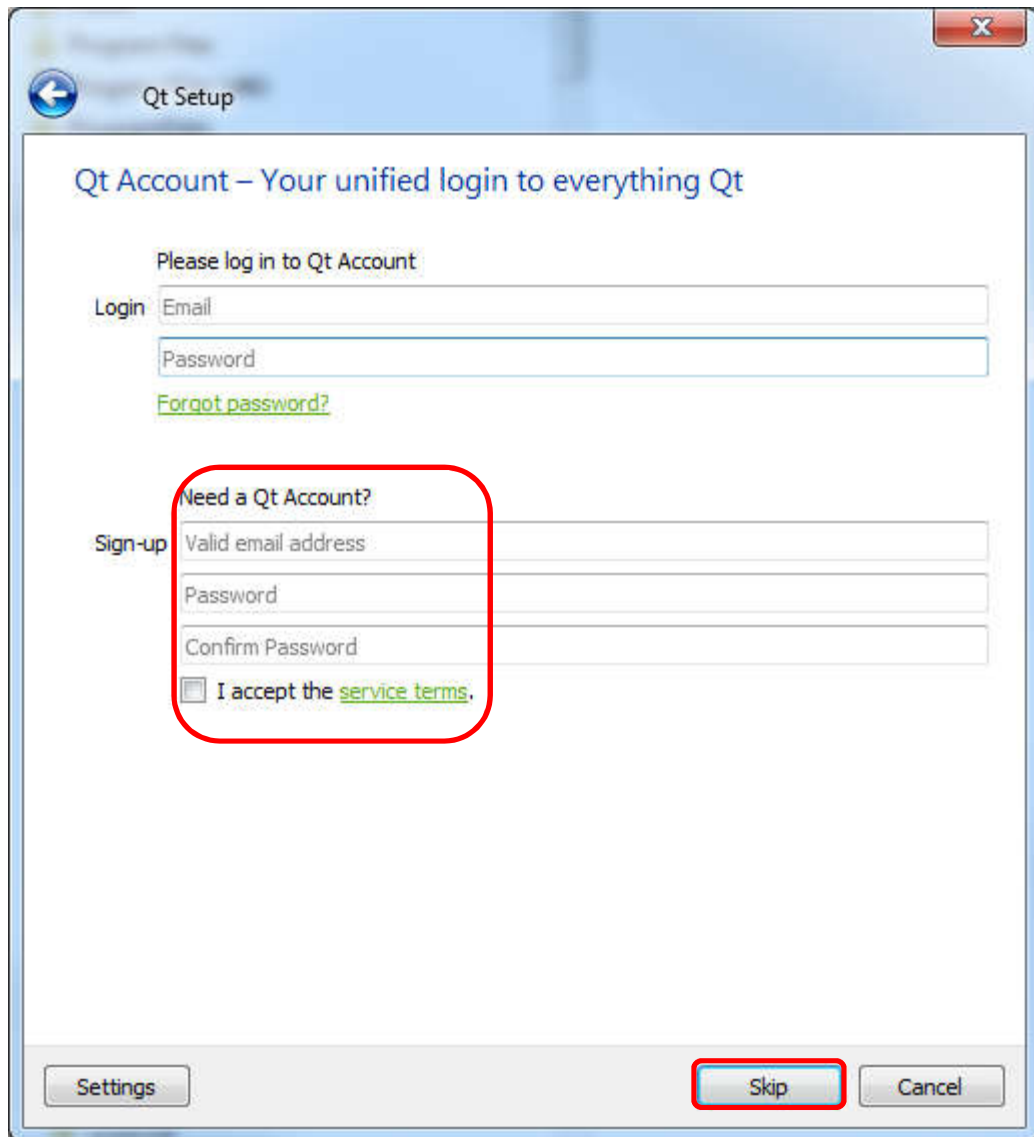 Qt Setup
Qt Account – Your unified login to everything Qt
Please log in to Qt Account
Login Email
Password
Forgot password?
Need a Qt Account?
Sign-up Valid email address
Password
Confirm Password
I accept the service terms.
Settings Skip Cancel